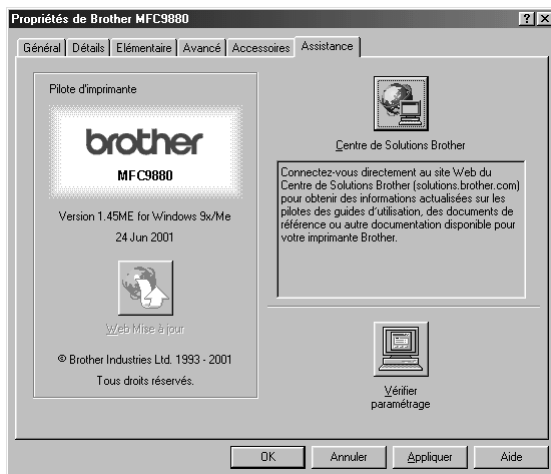 Propriétés de Brother MFC9880
Général Détails Elémentaire Avancé Accessoires Assistance
Pilote d'imprimante
brother
MFC9880
Version 1.45ME for Windows 9x/Me
24 Jun 2001
Web Mise à jour
© Brother Industries Ltd. 1993 - 2001
Tous droits réservés.
Centre de Solutions Brother
Connectez-vous directement au site Web du
Centre de Solutions Brother (solutions.brother.com)
pour obtenir des informations actualisées sur les
pilotes des guides d'utilisation, des documents de
référence ou autre documentation disponible pour
votre imprimante Brother.
Vérifier
paramétrage
OK Annuler Appliquer Aide